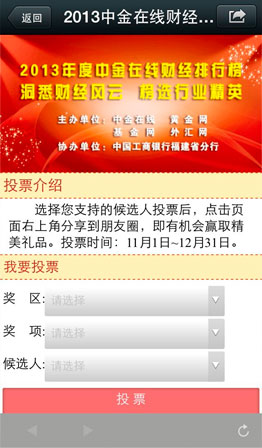 返回
2013中金在线财经...
2013年度中金在线财经排行榜
洞悉财经风云 榜选行业精英
主办单位: 中金在线 黄金网
基金网 外汇网
协办单位: 中国工商银行福建省分行
投票介绍
选择您支持的候选人投票后，点击页
面右上角分享到朋友圈，即有机会赢取精
美礼品。投票时间：11月1日~12月31日。
我要投票
奖 区: 请选择
奖 项: 请选择
候选人: 请选择
投 票